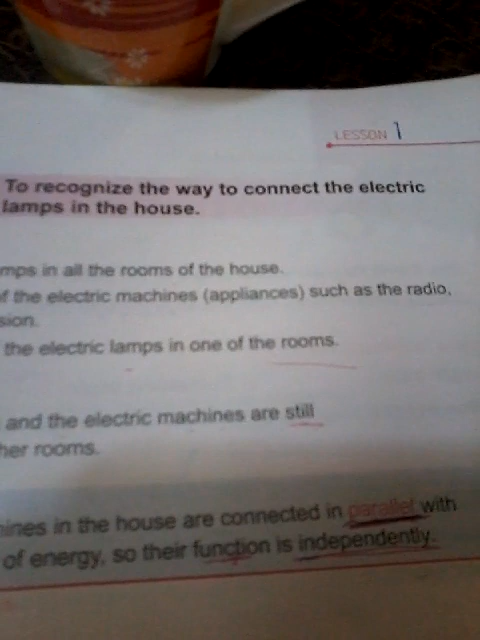 LESSON 1
To recognize the way to connect the electric
lamps in the house.
mps in all the rooms of the house.
f the electric machines (appliances) such as the radio,
sion.
the electric lamps in one of the rooms.
and the electric machines are still
her rooms.
hines in the house are connected in parallel with
of energy, so their function is independently.